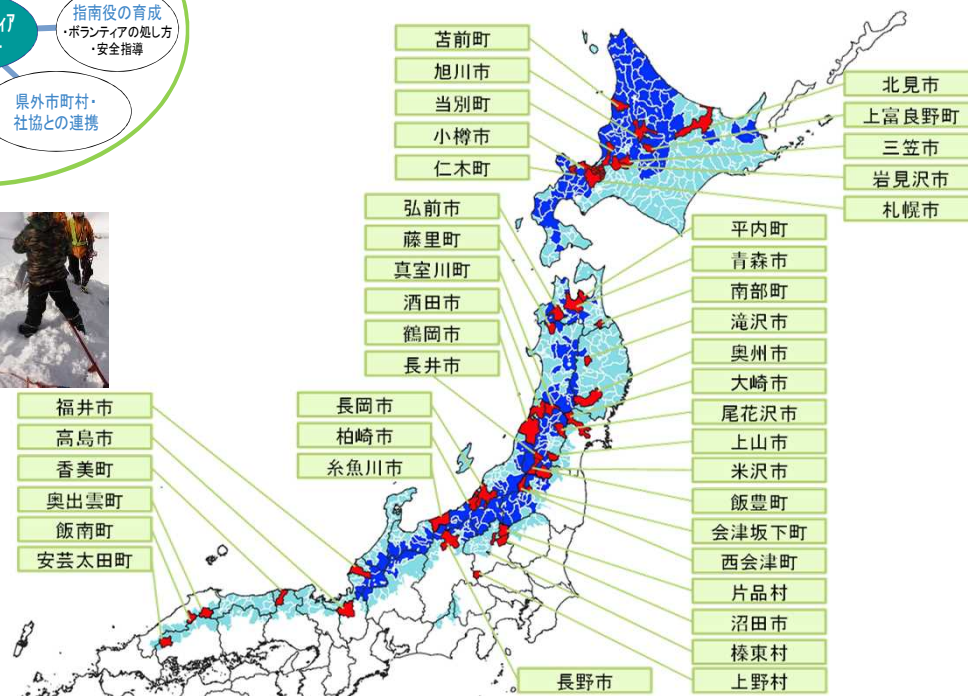 指南役の育成
・ボランティアの処し方
・安全指導
県外市町村・
社協との連携
苫前町
旭川市
当別町
小樽市
仁木町
北見市
上富良野町
三笠市
岩見沢市
札幌市
弘前市
藤里町
真室川町
酒田市
鶴岡市
長井市
平内町
青森市
南部町
滝沢市
奥州市
大崎市
尾花沢市
上山市
米沢市
飯豊町
会津坂下町
西会津町
片品村
沼田市
榛東村
上野村
長岡市
柏崎市
糸魚川市
福井市
高島市
香美町
奥出雲町
飯南町
安芸太田町
長野市